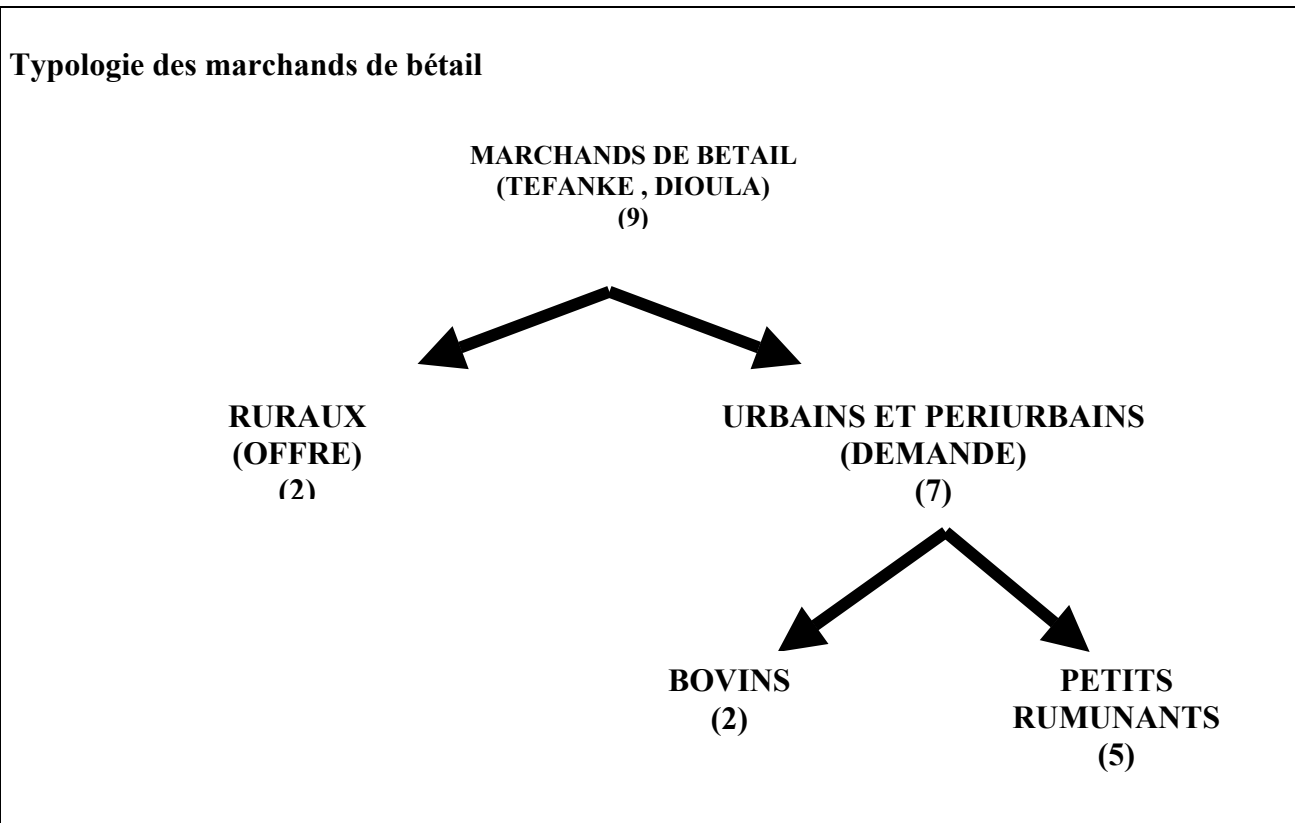 Typologie des marchands de bétail
MARCHANDS DE BETAIL
(TEFANKE , DIOULA)
(9)
RURAUX
(OFFRE)
(2)
URBAINS ET PERIURBAINS
(DEMANDE)
(7)
BOVINS
(2)
PETITS
RUMUNANTS
(5)